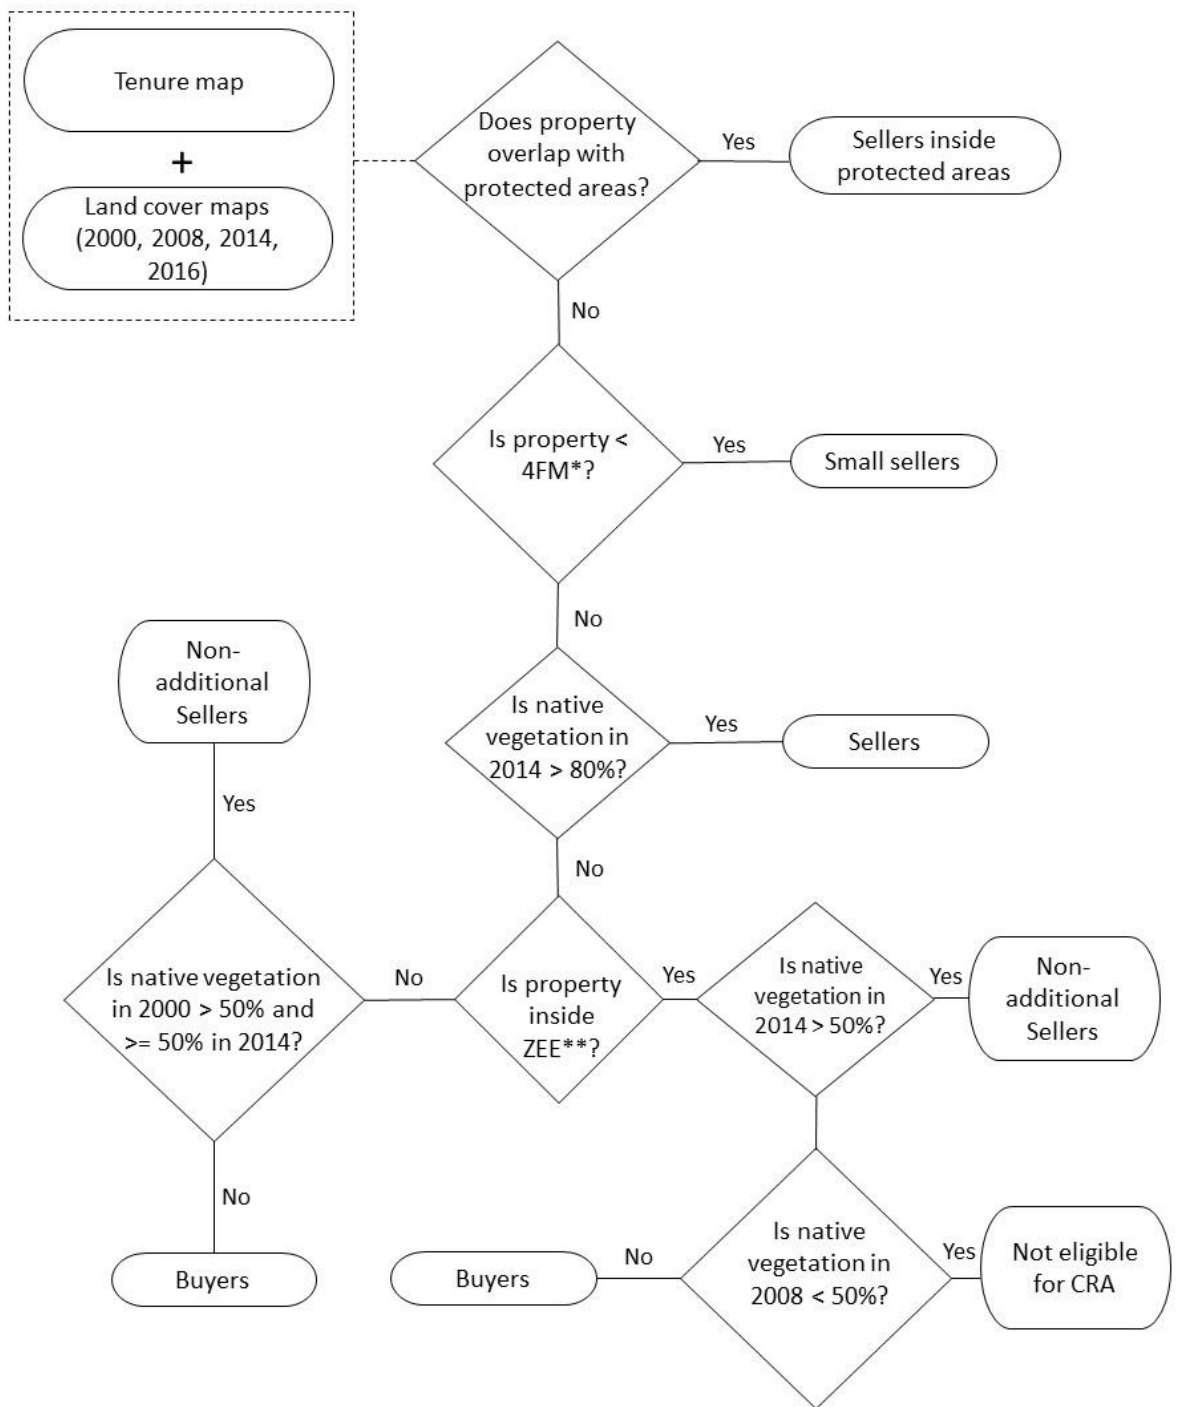 Tenure map
+
Land cover maps
(2000, 2008, 2014,
2016)
Does property
overlap with
protected areas?
Yes
Sellers inside
protected areas
No
Is property <
4FM*?
Yes
Small sellers
No
Is native
vegetation in
2014 > 80%?
Yes
Sellers
No
Is property
inside
ZEE**?
No
Is native vegetation
in 2000 > 50% and
>= 50% in 2014?
Yes
Non-
additional
Sellers
No
Buyers
Yes
Is native
vegetation in
2014 > 50%?
Yes
Non-
additional
Sellers
Is native
vegetation in
2008 < 50%?
No
Buyers
Yes
Not eligible
for CRA